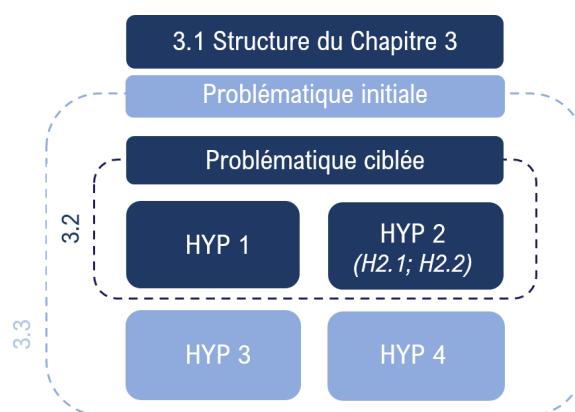 3.1 Structure du Chapitre 3
Problématique initiale
Problématique ciblée
3.2
HYP 1
HYP 2
(H2.1; H2.2)
3.3
HYP 3
HYP 4